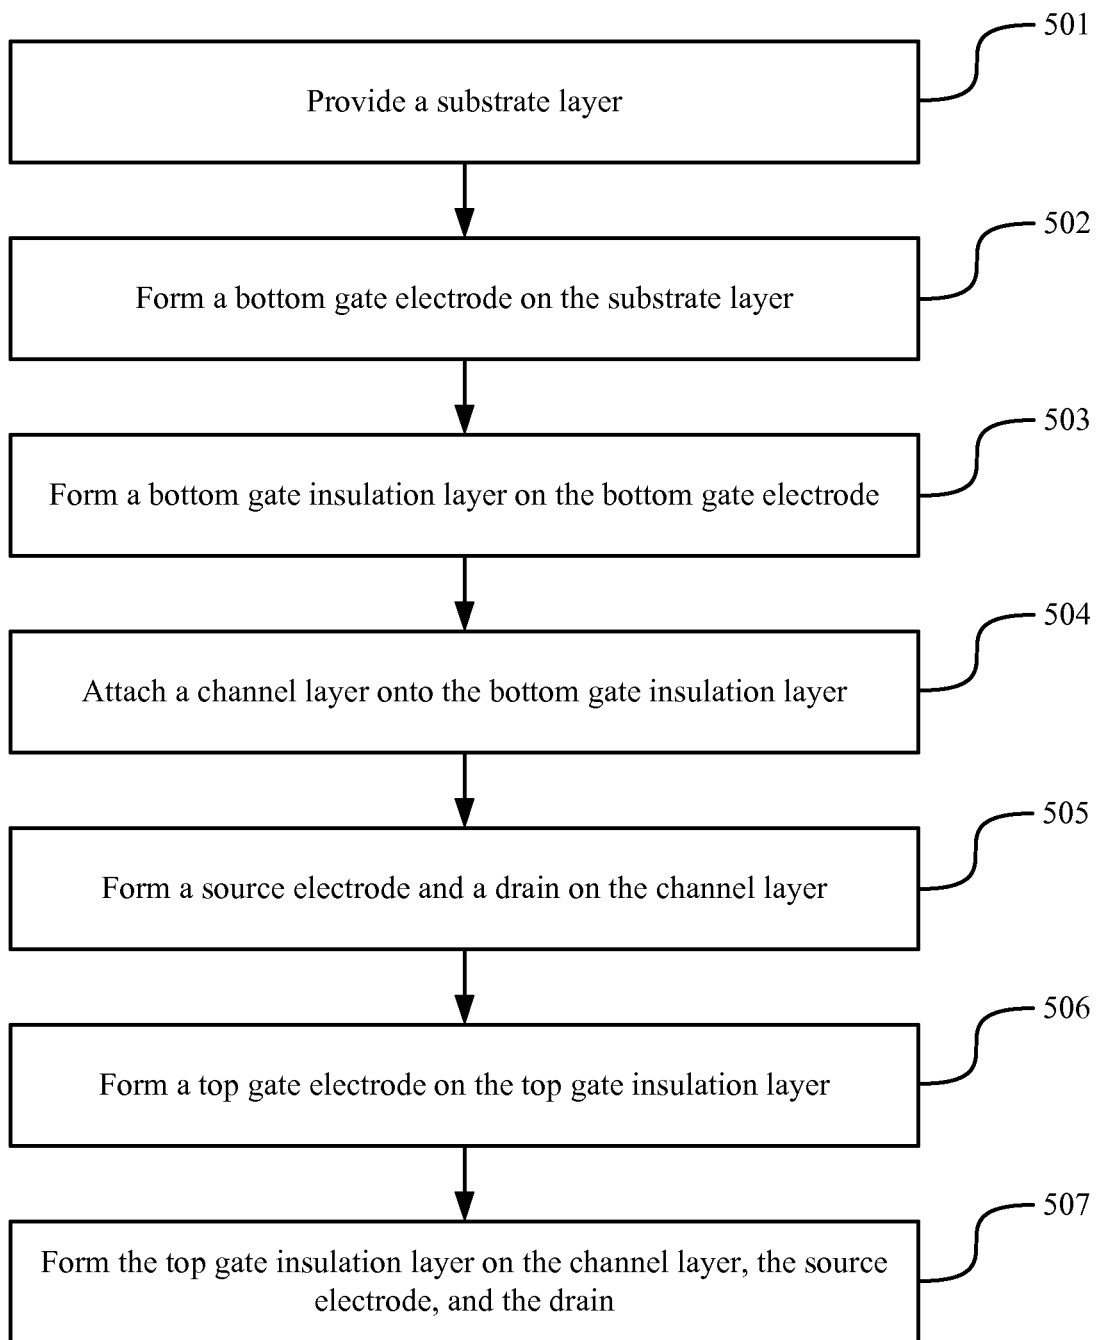 501
Provide a substrate layer
502
Form a bottom gate electrode on the substrate layer
503
Form a bottom gate insulation layer on the bottom gate electrode
504
Attach a channel layer onto the bottom gate insulation layer
505
Form a source electrode and a drain on the channel layer
506
Form a top gate electrode on the top gate insulation layer
507
Form the top gate insulation layer on the channel layer, the source
electrode, and the drain